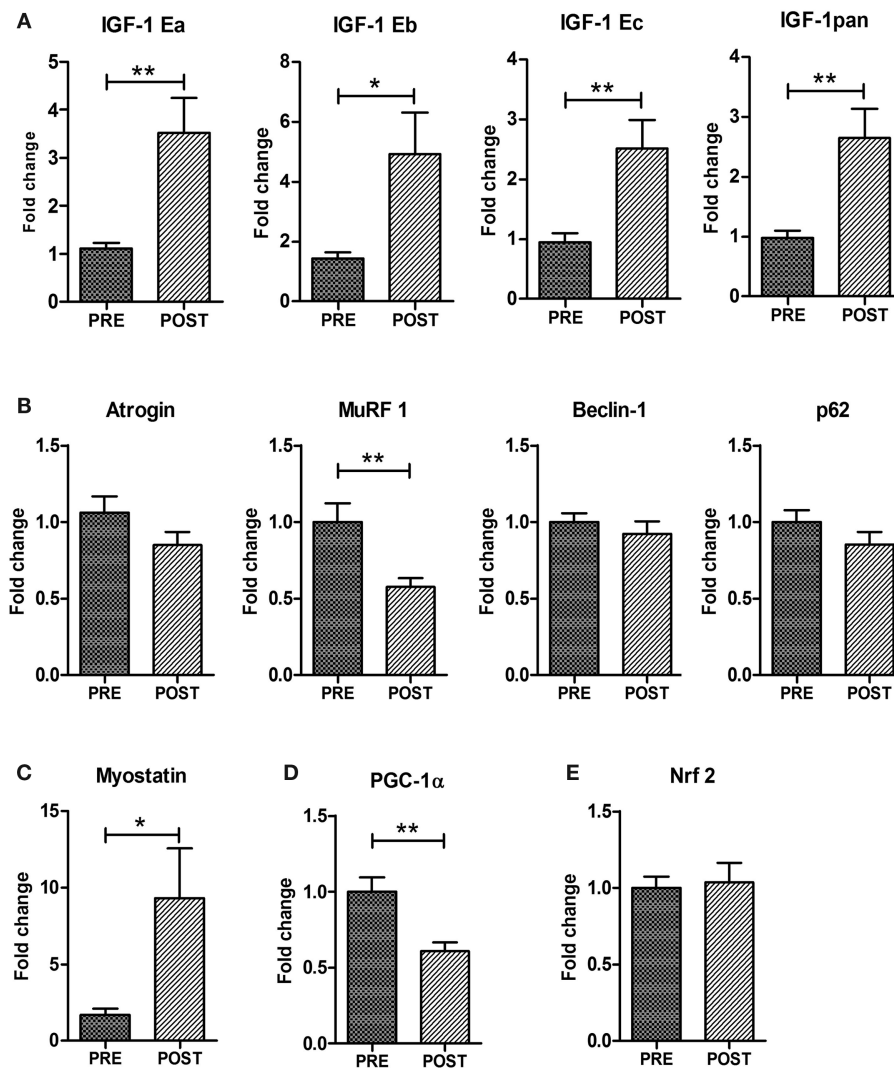 A
IGF-1 Ea
IGF-1 Eb
IGF-1 Ec
IGF-1pan
Fold change
5
4
3
2
1
0
**
PRE POST
Fold change
8
6
4
2
0
*
PRE POST
Fold change
4
3
2
1
0
**
PRE POST
Fold change
4
3
2
1
0
**
PRE POST
B
Atrogin
MuRF 1
Beclin-1
p62
Fold change
1.5
1.0
0.5
0.0
PRE POST
Fold change
1.5
1.0
0.5
0.0
**
PRE POST
Fold change
1.5
1.0
0.5
0.0
PRE POST
Fold change
1.5
1.0
0.5
0.0
PRE POST
C
Myostatin
Fold change
15
10
5
0
*
PRE POST
D
PGC-1α
Fold change
1.5
1.0
0.5
0.0
**
PRE POST
E
Nrf 2
Fold change
1.5
1.0
0.5
0.0
PRE POST